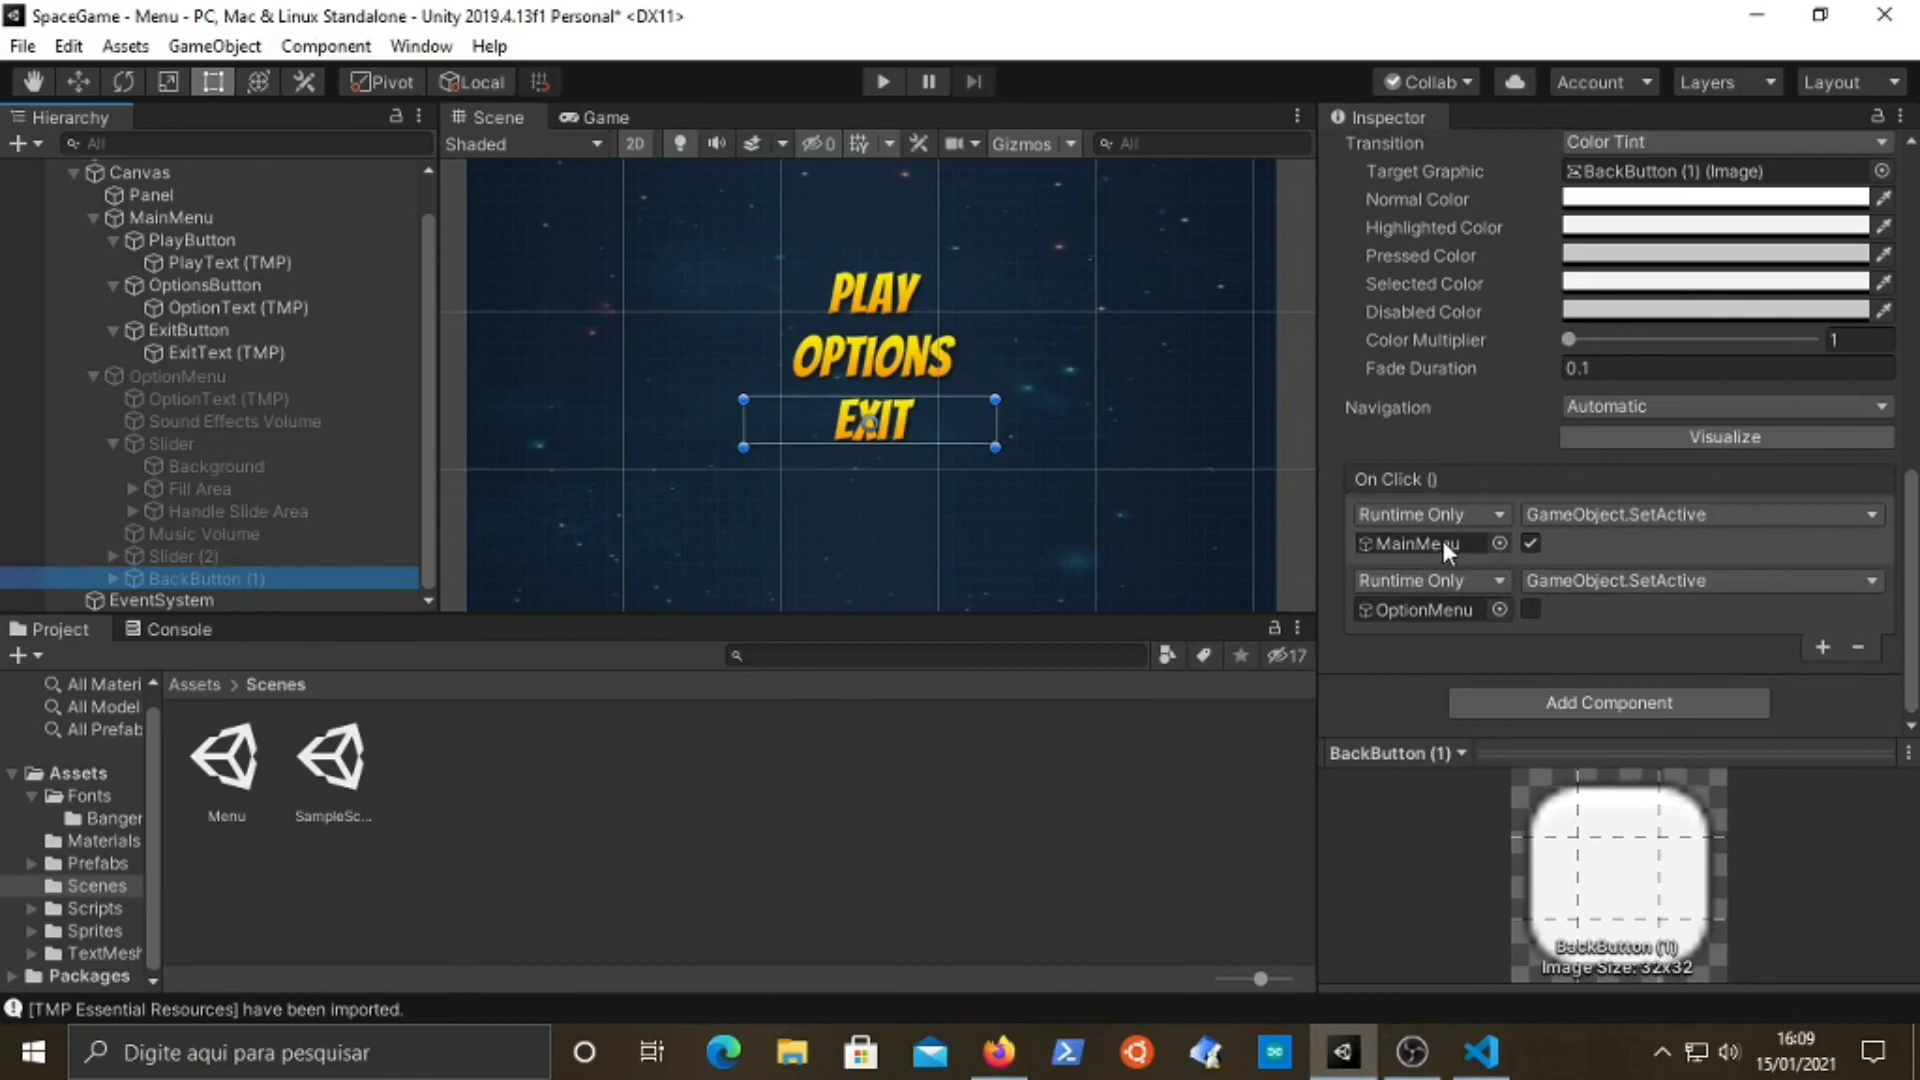 SpaceGame - Menu - PC, Mac & Linux Standalone - Unity 2019.4.13f1 Personal* <DX11>
File Edit Assets GameObject Component Window Help
Pivot Local Collab Account Layers Layout
Hierarchy
All
Canvas
Panel
MainMenu
PlayButton
PlayText (TMP)
OptionsButton
OptionText (TMP)
ExitButton
ExitText (TMP)
OptionMenu
OptionText (TMP)
Sound Effects Volume
Slider
Background
Fill Area
Handle Slide Area
Music Volume
Slider (2)
BackButton (1)
EventSystem
Scene Game
Shaded 2D 0 Gizmos All
PLAY
OPTIONS
EXIT
Inspector
Transition Color Tint
Target Graphic BackButton (1) (Image)
Normal Color
Highlighted Color
Pressed Color
Selected Color
Disabled Color
Color Multiplier 1
Fade Duration 0.1
Navigation Automatic
Visualize
On Click ()
Runtime Only GameObject.SetActive
MainMenu
Runtime Only GameObject.SetActive
OptionMenu
Add Component
BackButton (1)
BackButton (1)
Image Size: 32x32
Project Console
17
All Materi
All Model
All Prefab
Assets
Fonts
Banger
Materials
Prefabs
Scenes
Scripts
Sprites
TextMesh
Packages
Assets > Scenes
Menu SampleSc...
[TMP Essential Resources] have been imported.
Digite aqui para pesquisar
16:09
15/01/2021